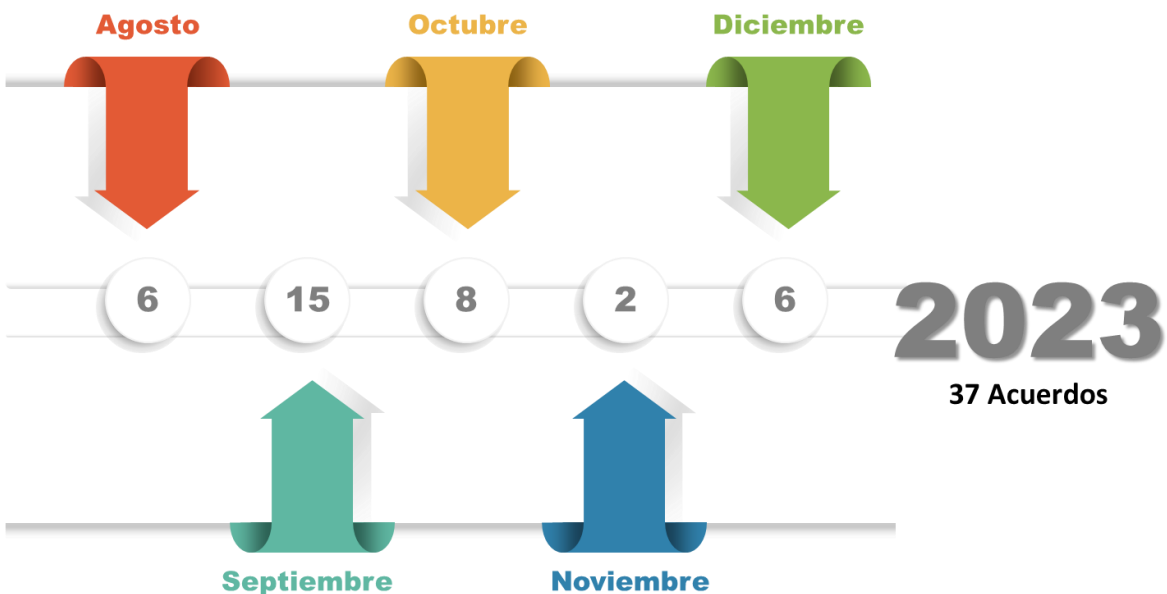 Agosto
Octubre
Diciembre
6
15
8
2
6
2023
37 Acuerdos
Septiembre
Noviembre